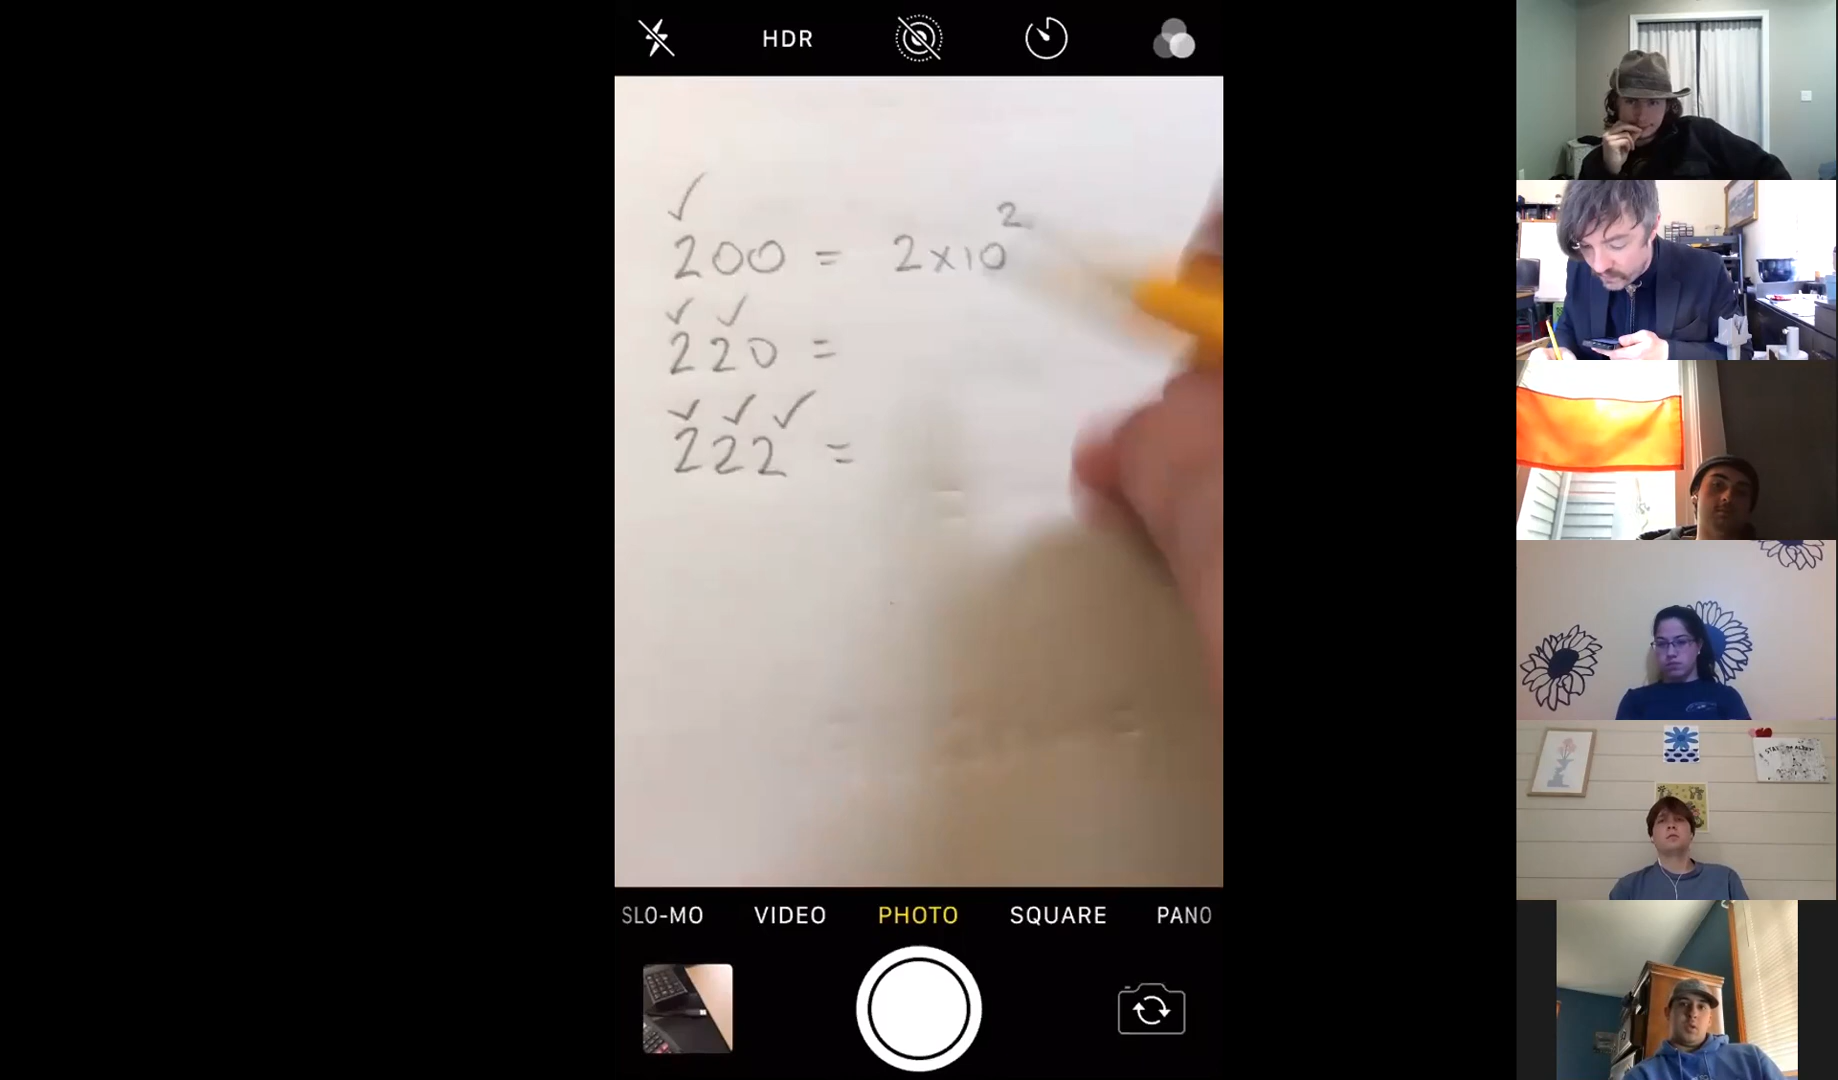 HDR
✓
200 = 2x10²
✓ ✓
220 =
✓ ✓ ✓
222 =
SLO-MO VIDEO PHOTO SQUARE PANO